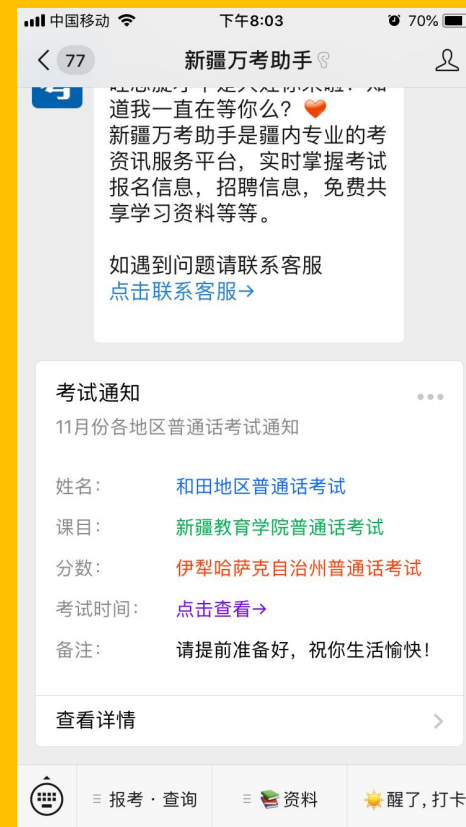 中国移动 下午8:03 70%
77 新疆万考助手
道我一直在等你么？❤️
新疆万考助手是疆内专业的考
资讯服务平台，实时掌握考试
报名信息，招聘信息，免费共
享学习资料等等。
如遇到问题请联系客服
点击联系客服→
考试通知
11月份各地区普通话考试通知
姓名： 和田地区普通话考试
课目： 新疆教育学院普通话考试
分数： 伊犁哈萨克自治州普通话考试
考试时间： 点击查看→
备注： 请提前准备好，祝你生活愉快！
查看详情
报考·查询 📚资料 ☀️醒了,打卡